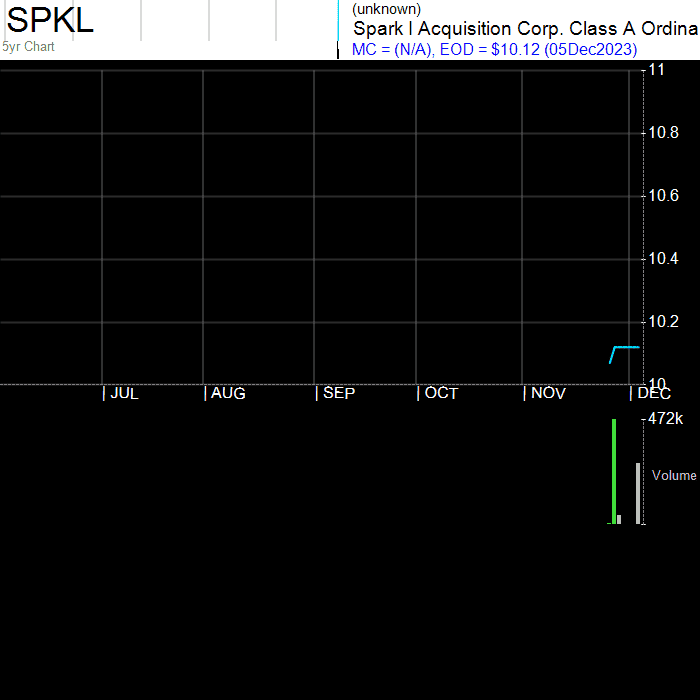 SPKL
5yr Chart
(unknown)
Spark I Acquisition Corp. Class A Ordina
MC = (N/A), EOD = $10.12 (05Dec2023)
11
10.8
10.6
10.4
10.2
10
| JUL | AUG | SEP | OCT | NOV | DEC
472k
Volume